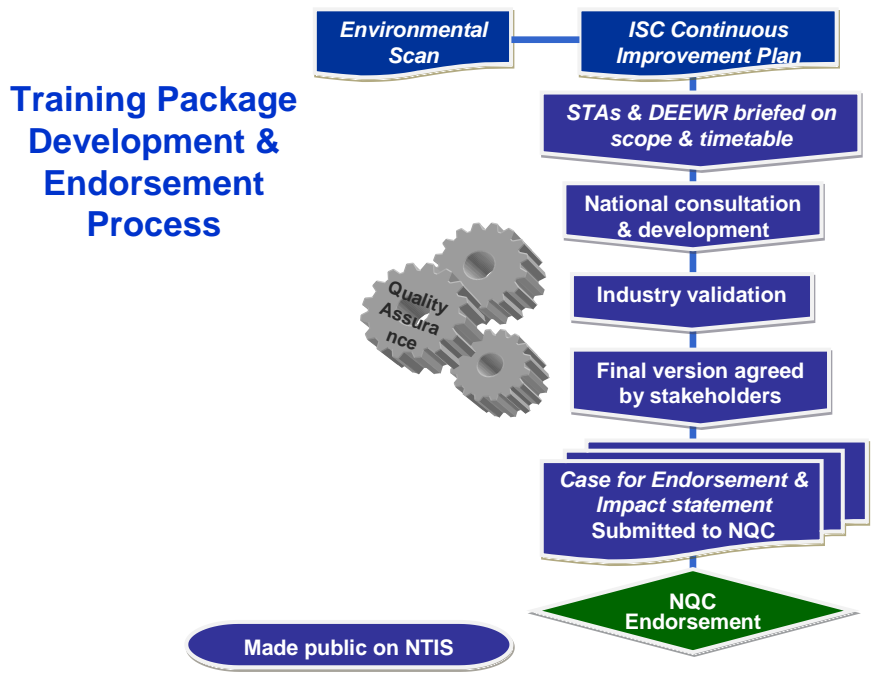 Training Package
Development &
Endorsement
Process
Environmental
Scan
ISC Continuous
Improvement Plan
STAs & DEEWR briefed on
scope & timetable
National consultation
& development
Industry validation
Quality
Assura
nce
Final version agreed
by stakeholders
Case for Endorsement &
Impact statement
Submitted to NQC
NQC
Endorsement
Made public on NTIS